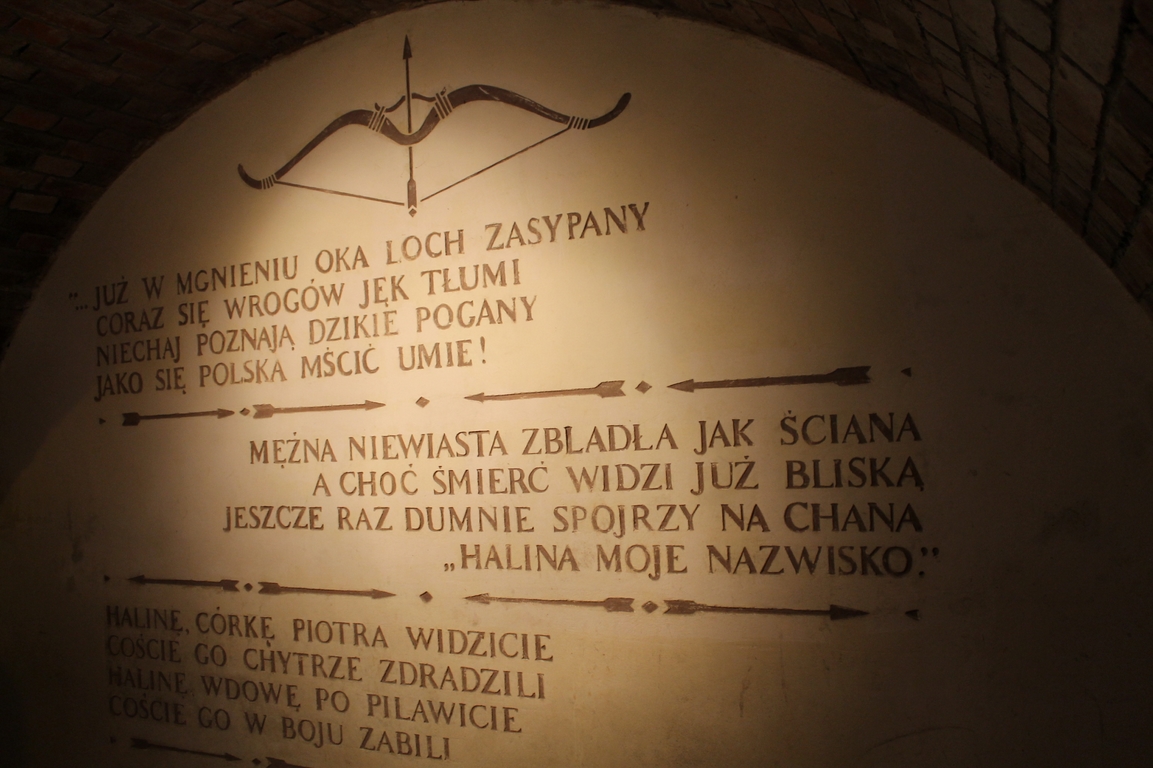 "...JUŻ W MGNIENIU OKA LOCH ZASYPANY
CORAZ SIĘ WROGÓW JĘK TŁUMI
NIECHAJ POZNAJĄ DZIKIE POGANY
JAKO SIĘ POLSKA MŚCIĆ UMIE!
MĘŻNA NIEWIASTA ZBLADŁA JAK ŚCIANA
A CHOĆ ŚMIERĆ WIDZI JUŻ BLISKĄ
JESZCZE RAZ DUMNIE SPOJRZY NA CHANA
„HALINA MOJE NAZWISKO."
HALINĘ, CÓRKĘ PIOTRA WIDZICIE
COŚCIE GO CHYTRZE ZDRADZILI
HALINĘ, WDOWĘ PO PILAWICIE
COŚCIE GO W BOJU ZABILI